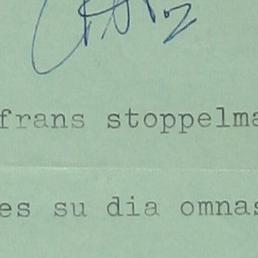 frans stoppelma
es su dia omnas